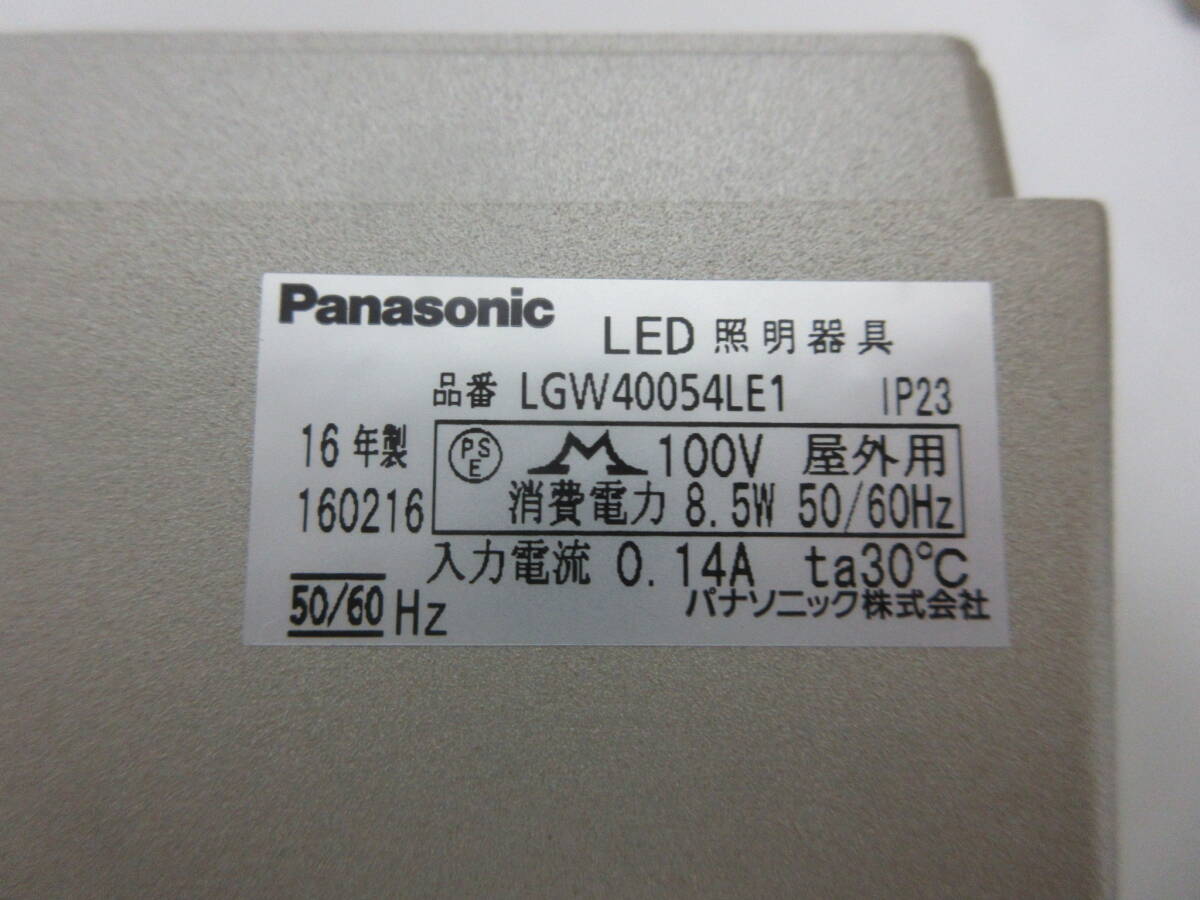 Panasonic
LED 照明器具
品番 LGW40054LE1 IP23
16年製
160216
PSE 100V 屋外用
消費電力 8.5W 50/60Hz
入力電流 0.14A ta30℃
50/60 Hz
パナソニック株式会社